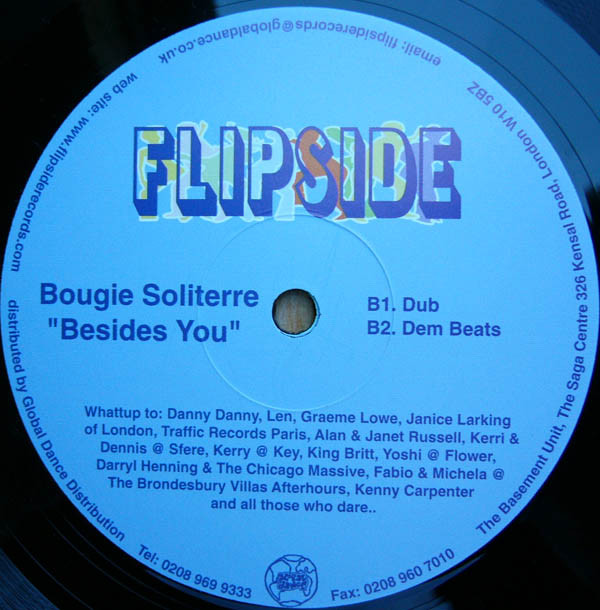 FLIPSIDE
Bougie Soliterre
"Besides You"
B1. Dub
B2. Dem Beats
Whattup to: Danny Danny, Len, Graeme Lowe, Janice Larking
of London, Traffic Records Paris, Alan & Janet Russell, Kerri &
Dennis @ Sfere, Kerry @ Key, King Britt, Yoshi @ Flower,
Darryl Henning & The Chicago Massive, Fabio & Michela @
The Brondesbury Villas Afterhours, Kenny Carpenter
and all those who dare..
distributed by Global Dance Distribution
Tel: 0208 969 9333
Fax: 0208 960 7010
The Basement Unit, The Saga Centre 326 Kensal Road, London W10 5BZ
email: flipsiderecords@globaldance.co.uk
web site: www.flipsiderecords.com